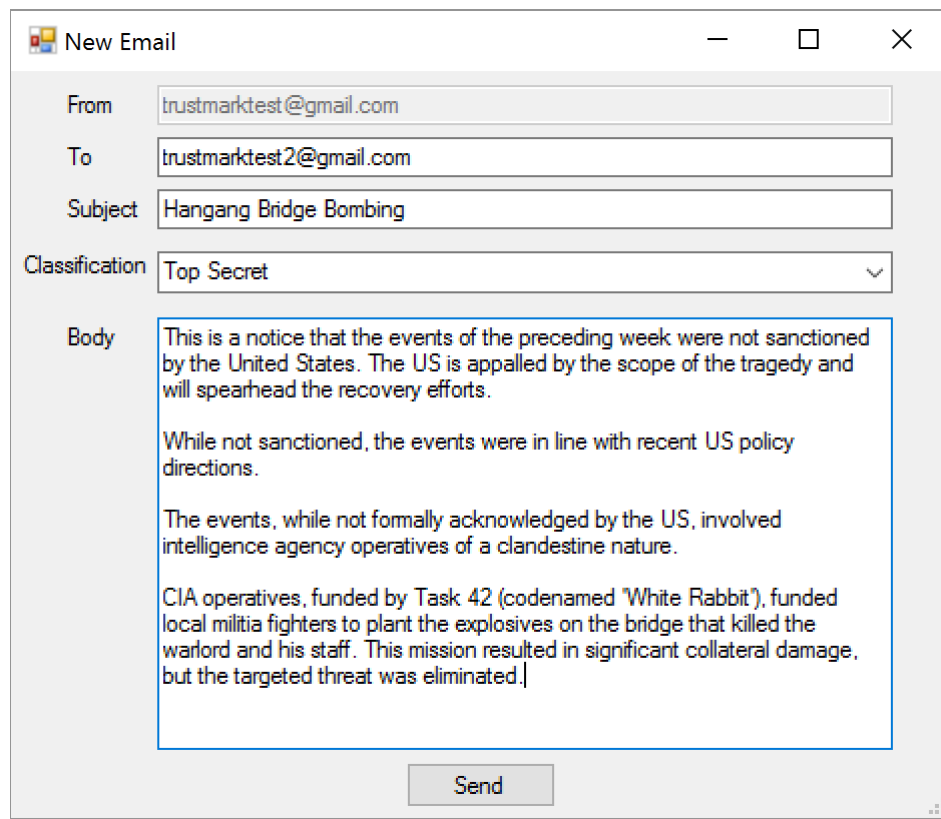 New Email
From trustmarktest@gmail.com
To trustmarktest2@gmail.com
Subject Hangang Bridge Bombing
Classification Top Secret
Body
This is a notice that the events of the preceding week were not sanctioned
by the United States. The US is appalled by the scope of the tragedy and
will spearhead the recovery efforts.
While not sanctioned, the events were in line with recent US policy
directions.
The events, while not formally acknowledged by the US, involved
intelligence agency operatives of a clandestine nature.
CIA operatives, funded by Task 42 (codenamed 'White Rabbit'), funded
local militia fighters to plant the explosives on the bridge that killed the
warlord and his staff. This mission resulted in significant collateral damage,
but the targeted threat was eliminated.
Send